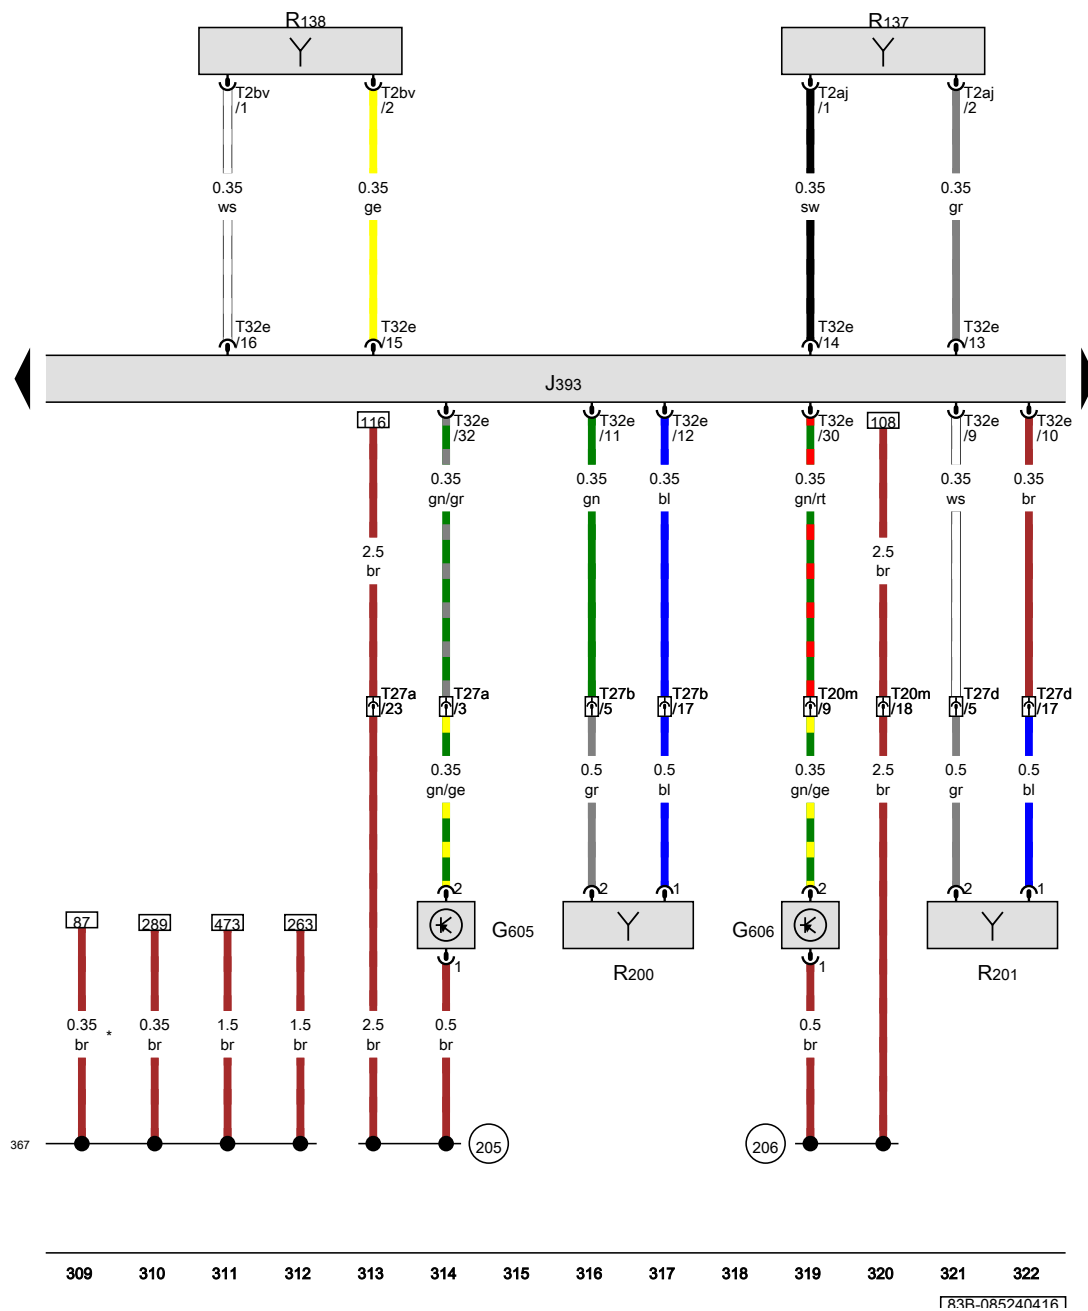 R138 R137
T2bv /1 T2bv /2 T2aj /1 T2aj /2
0.35 ws 0.35 ge 0.35 sw 0.35 gr
T32e /16 T32e /15 T32e /14 T32e /13
J393
116 T32e /32 T32e /11 T32e /12 T32e /30 108 T32e /9 T32e /10
0.35 gn/gr 0.35 gn 0.35 bl 0.35 gn/rt 0.35 ws 0.35 br
2.5 br 2.5 br
T27a /23 T27a /3 T27b /5 T27b /17 T20m /9 T20m /18 T27d /5 T27d /17
0.35 gn/ge 0.5 gr 0.5 bl 0.35 gn/ge 2.5 br 0.5 gr 0.5 bl
2 2 1 2 2 1
87 289 473 263 G605 G606
1 R200 1 R201
0.35 br * 0.35 br 1.5 br 1.5 br 2.5 br 0.5 br 0.5 br
367 205 206
309 310 311 312 313 314 315 316 317 318 319 320 321 322
83B-085240416